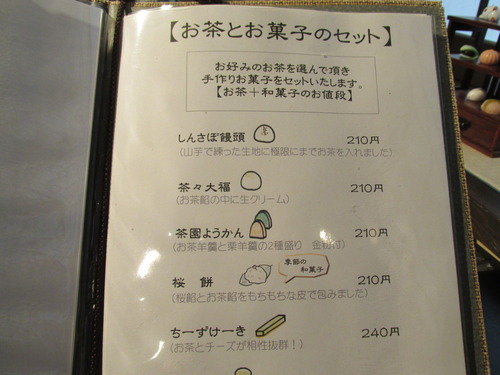 【お茶とお菓子のセット】
お好みのお茶を選んで頂き
手作りお菓子をセットいたします。
【お茶＋和菓子のお値段】
しんさぼ饅頭 210円
(山芋で練った生地に極限にまでお茶を入れました)
茶々大福 210円
(お茶餡の中に生クリーム)
茶園ようかん 210円
(お茶羊羹と栗羊羹の2種盛り 金粉付)
季節の
和菓子
桜 餅 210円
(桜餡とお茶餡をもちもちな皮で包みました)
ちーずけーき 240円
(お茶とチーズが相性抜群！)